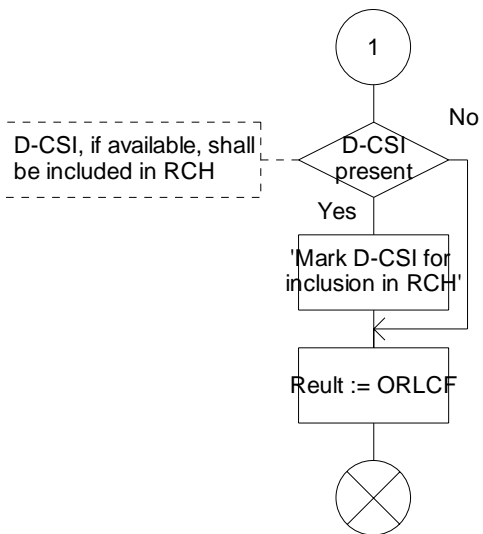 1
No
D-CSI, if available, shall
be included in RCH
D-CSI
present
Yes
'Mark D-CSI for
inclusion in RCH'
Reult := ORLCF